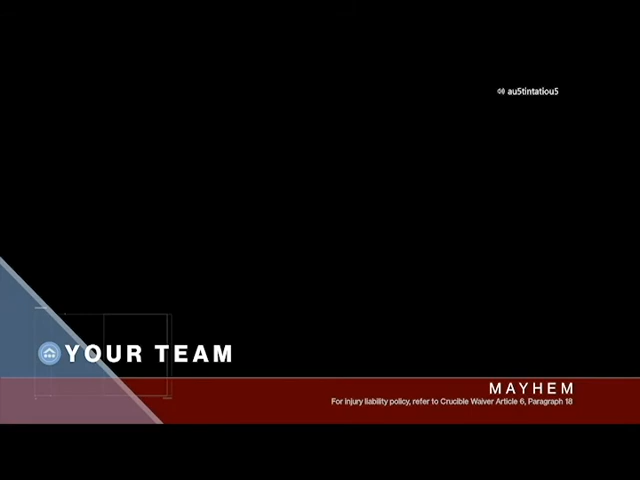 au5tintatiou5
YOUR TEAM
MAYHEM
For injury liability policy, refer to Crucible Waiver Article 6, Paragraph 18